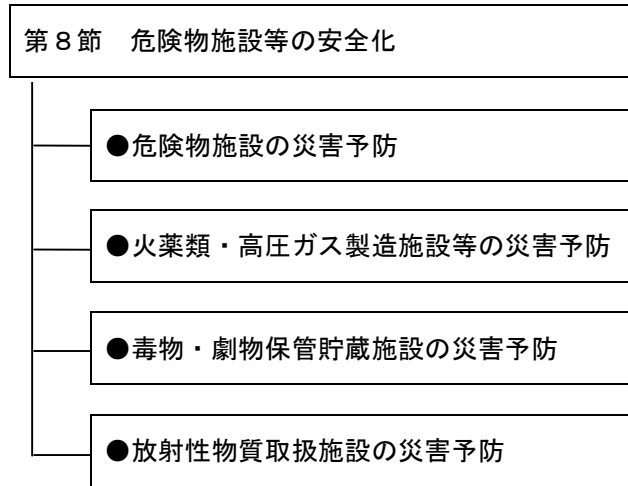 第８節　危険物施設等の安全化
●危険物施設の災害予防
●火薬類・高圧ガス製造施設等の災害予防
●毒物・劇物保管貯蔵施設の災害予防
●放射性物質取扱施設の災害予防